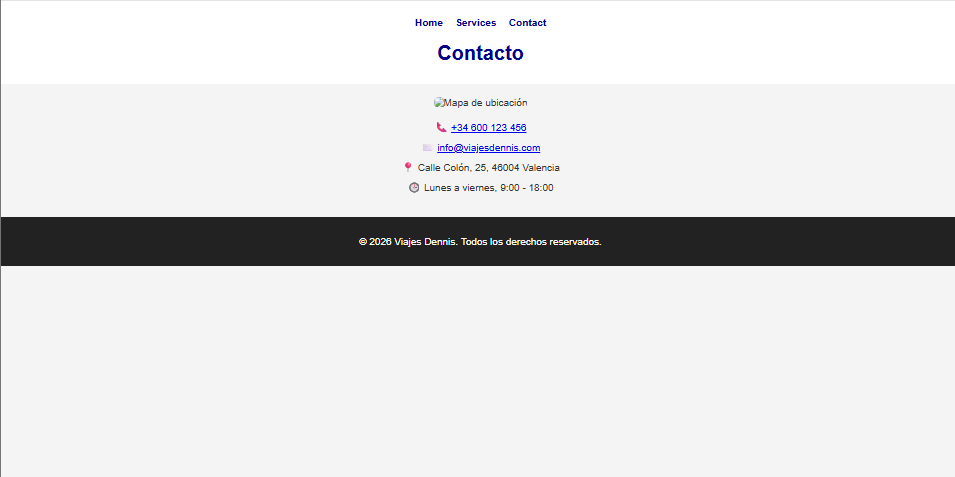 Home Services Contact
Contacto
Mapa de ubicación
+34 600 123 456
info@viajesdennis.com
Calle Colón, 25, 46004 Valencia
Lunes a viernes, 9:00 - 18:00
© 2026 Viajes Dennis. Todos los derechos reservados.